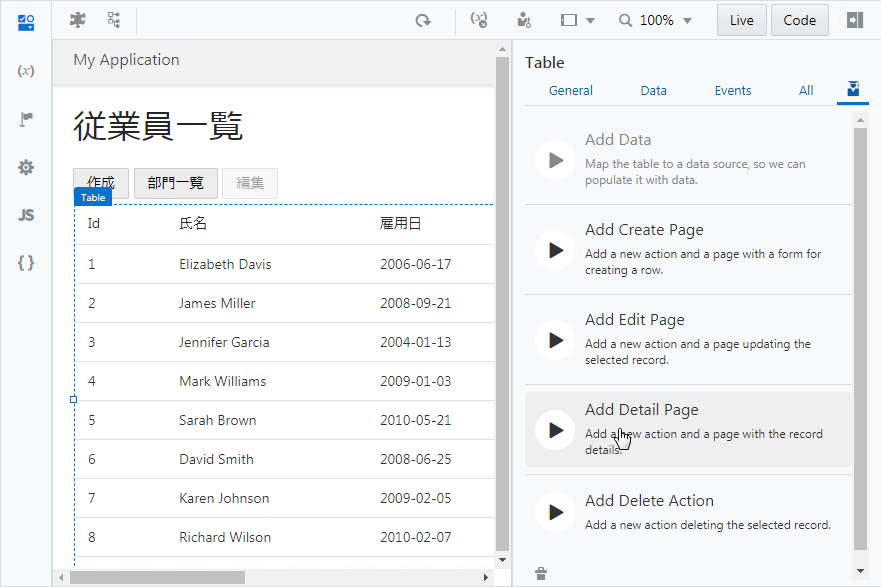 100%
Live
Code
(x)
JS
{ }
My Application
従業員一覧
作成
部門一覧
編集
Table
Id 氏名 雇用日
1 Elizabeth Davis 2006-06-17
2 James Miller 2008-09-21
3 Jennifer Garcia 2004-01-13
4 Mark Williams 2009-01-03
5 Sarah Brown 2010-05-21
6 David Smith 2008-06-25
7 Karen Johnson 2009-02-05
8 Richard Wilson 2010-02-07
Table
General Data Events All
Add Data
Map the table to a data source, so we can
populate it with data.
Add Create Page
Add a new action and a page with a form for
creating a row.
Add Edit Page
Add a new action and a page updating the
selected record.
Add Detail Page
Add a new action and a page with the record
details.
Add Delete Action
Add a new action deleting the selected record.